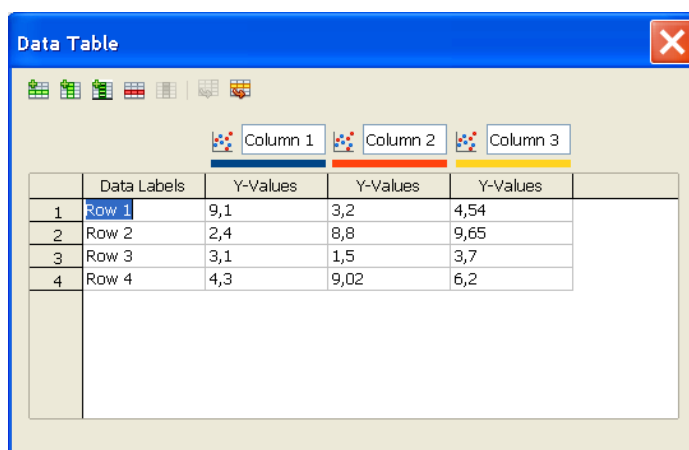 Data Table
Column 1 Column 2 Column 3
Data Labels Y-Values Y-Values Y-Values
1 Row 1 9,1 3,2 4,54
2 Row 2 2,4 8,8 9,65
3 Row 3 3,1 1,5 3,7
4 Row 4 4,3 9,02 6,2